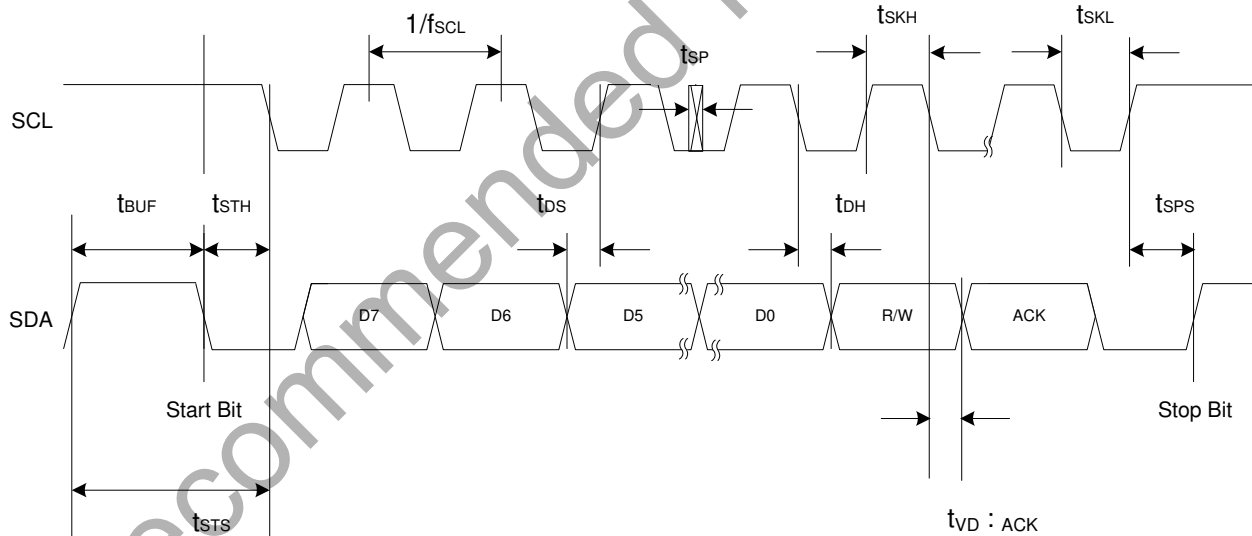 1/fSCL
tSP
tSKH
tSKL
SCL
tBUF
tSTH
tDS
tDH
tSPS
SDA
D7
D6
D5
D0
R/W
ACK
Start Bit
Stop Bit
tSTS
tVD : ACK
ecommended